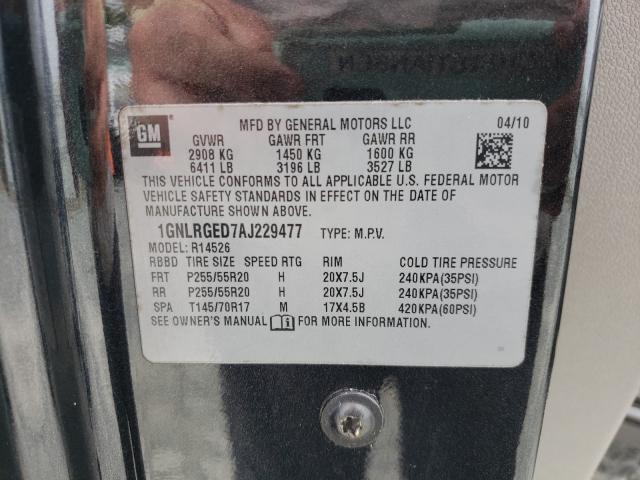 GM
MFD BY GENERAL MOTORS LLC 04/10
GVWR GAWR FRT GAWR RR
2908 KG 1450 KG 1600 KG
6411 LB 3196 LB 3527 LB
THIS VEHICLE CONFORMS TO ALL APPLICABLE U.S. FEDERAL MOTOR
VEHICLE SAFETY STANDARDS IN EFFECT ON THE DATE OF
MANUFACTURE SHOWN ABOVE.
1GNLRGED7AJ229477 TYPE: M.P.V.
MODEL: R14526
RBBD TIRE SIZE SPEED RTG RIM COLD TIRE PRESSURE
FRT P255/55R20 H 20X7.5J 240KPA(35PSI)
RR P255/55R20 H 20X7.5J 240KPA(35PSI)
SPA T145/70R17 M 17X4.5B 420KPA(60PSI)
SEE OWNER'S MANUAL FOR MORE INFORMATION.